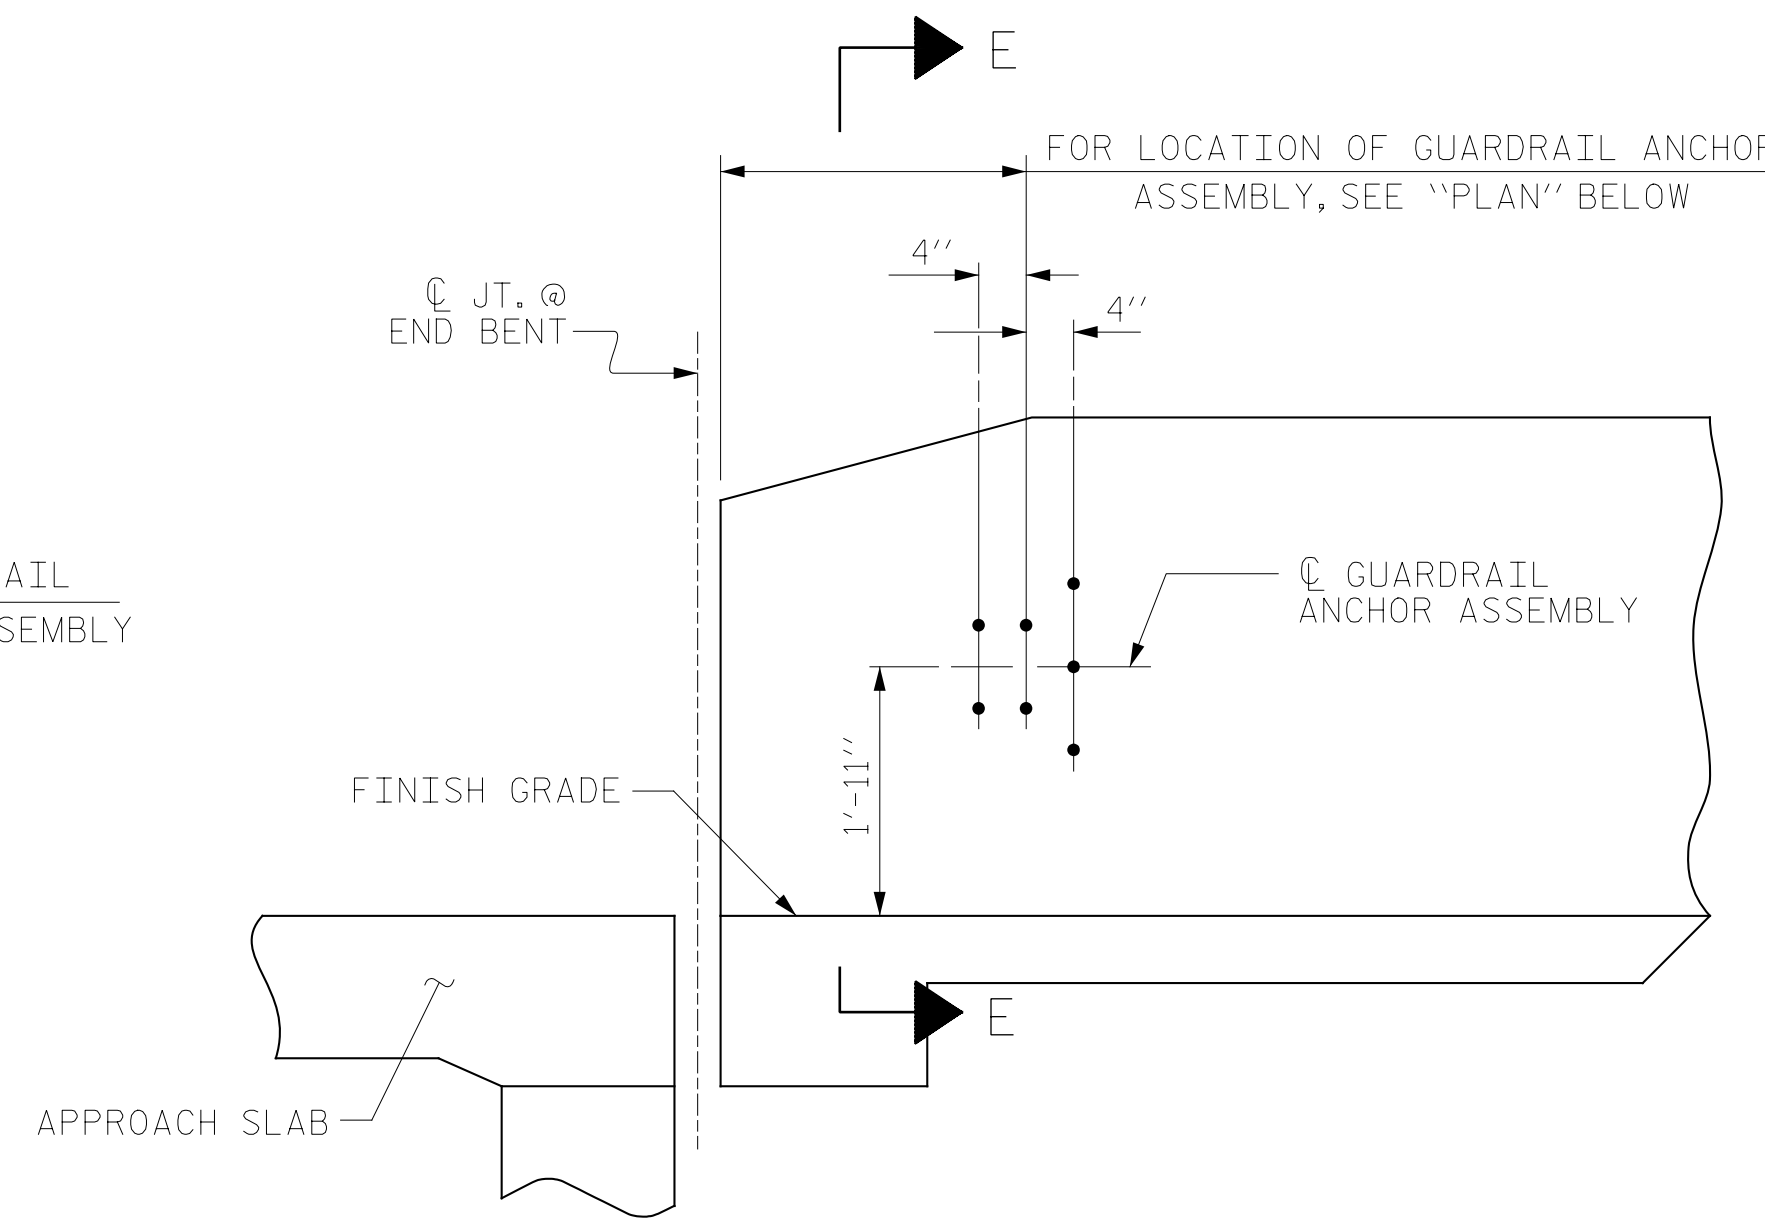 E
FOR LOCATION OF GUARDRAIL ANCHOR
ASSEMBLY, SEE ‵‵PLAN′′ BELOW
4′′
4′′
℄ JT. @
END BENT
AIL
SEMBLY
℄ GUARDRAIL
ANCHOR ASSEMBLY
1′-11′′
FINISH GRADE
E
APPROACH SLAB